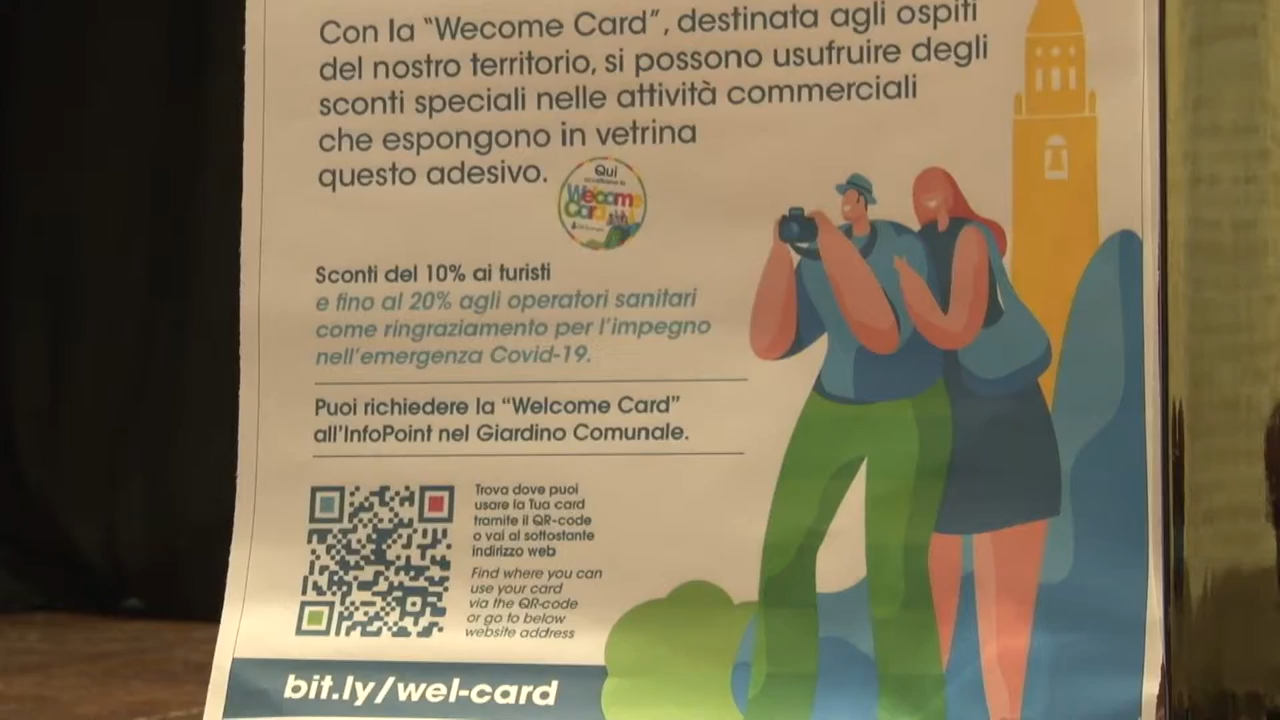 Con la “Wecome Card”, destinata agli ospiti
del nostro territorio, si possono usufruire degli
sconti speciali nelle attività commerciali
che espongono in vetrina
questo adesivo.
Qui
Welcome
Card
Sconti del 10% ai turisti
e fino al 20% agli operatori sanitari
come ringraziamento per l’impegno
nell’emergenza Covid-19.
Puoi richiedere la “Welcome Card”
all’InfoPoint nel Giardino Comunale.
Trova dove puoi
usare la Tua card
tramite il QR-code
o vai al sottostante
indirizzo web
Find where you can
use your card
via the QR-code
or go to below
website address
bit.ly/wel-card